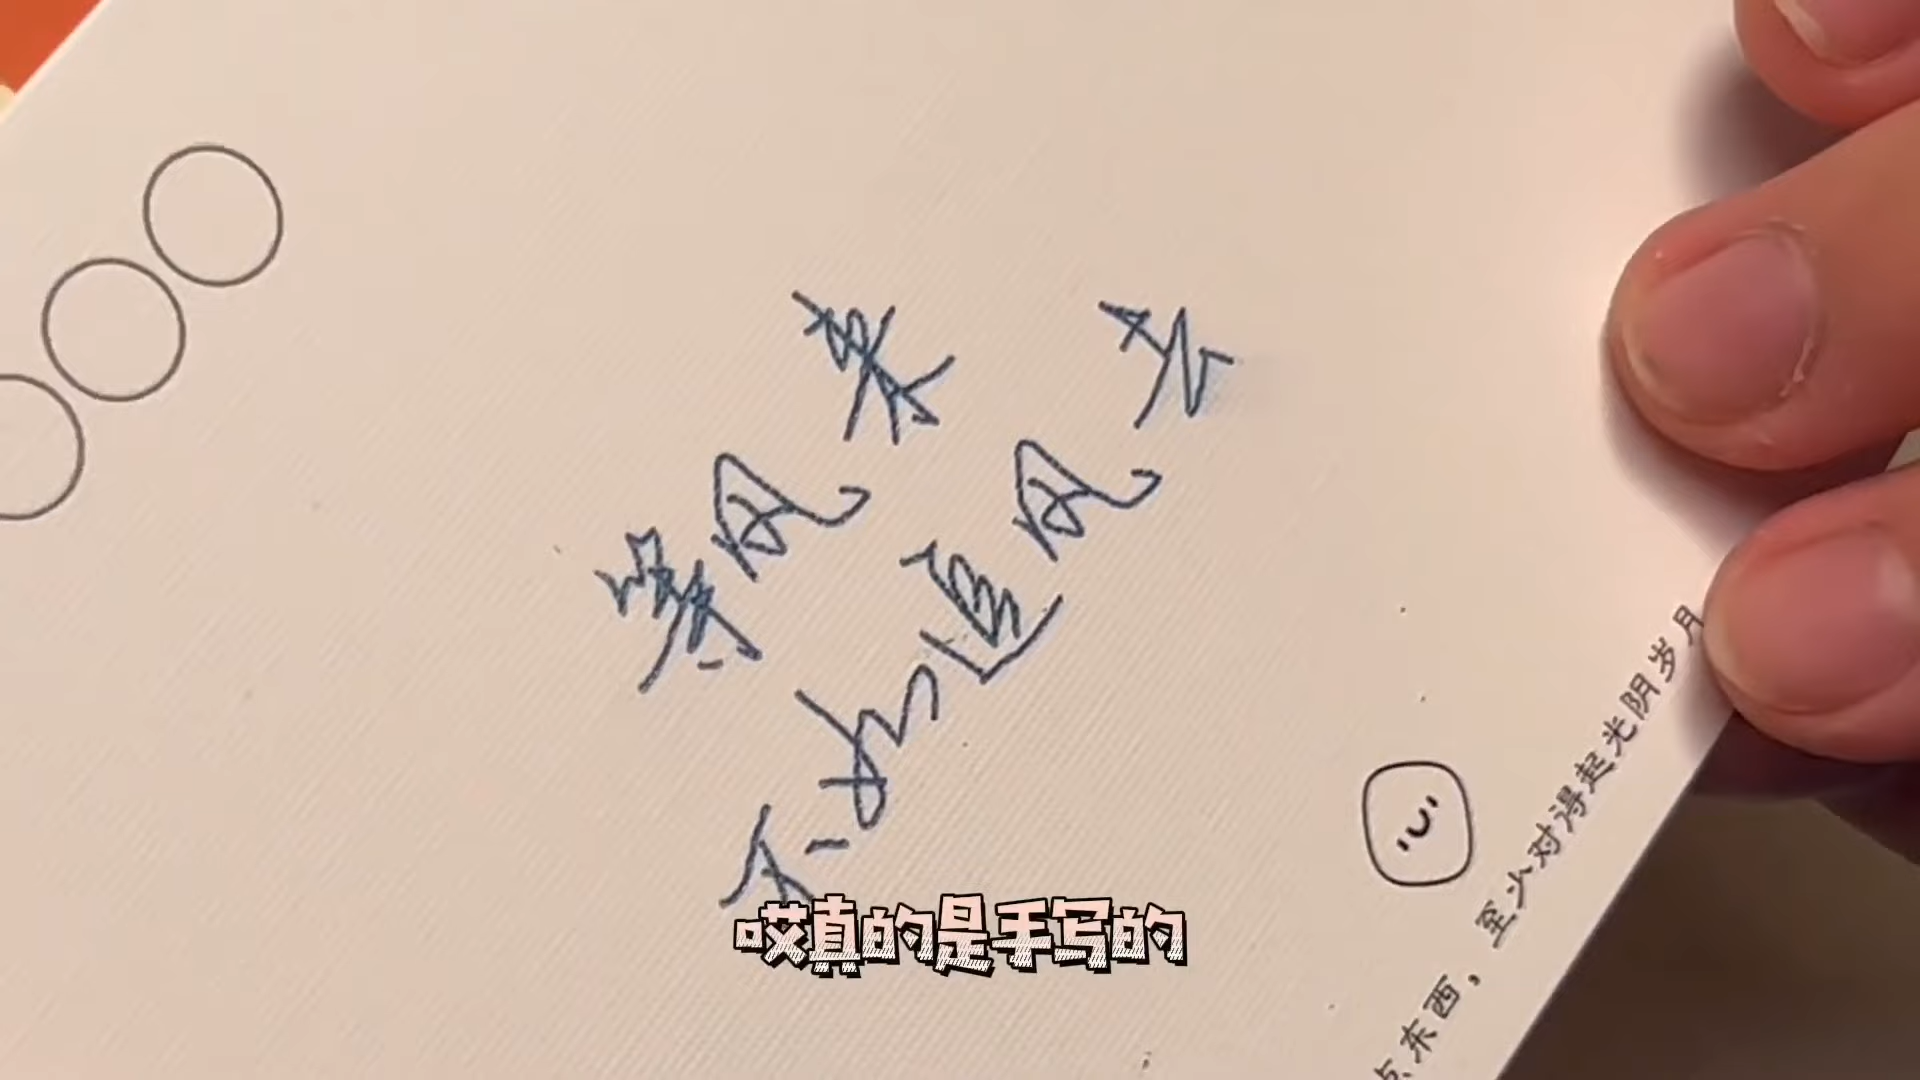 等风来
不如追风去
点东西，至少对得起光阴岁月
哎真的是手写的